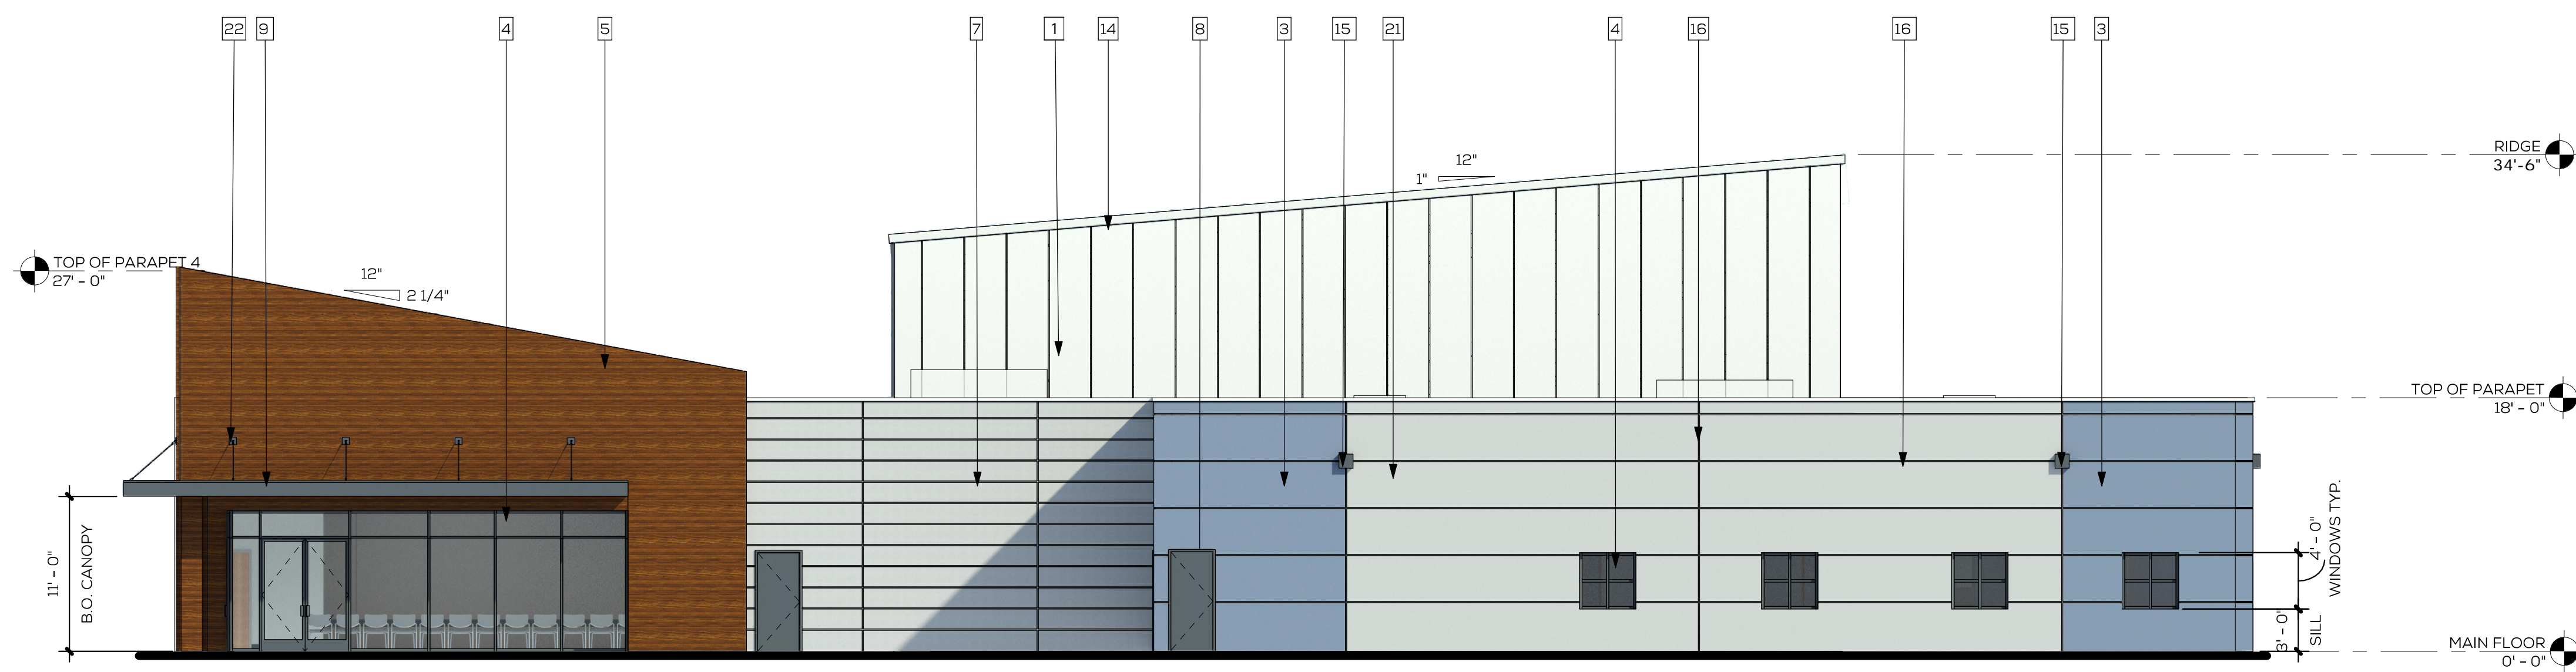 22 9 4 5 7 1 14 8 3 15 21 4 16 16 15 3
RIDGE
34'-6"
12"
1"
TOP OF PARAPET 4
27' - 0"
12"
2 1/4"
TOP OF PARAPET
18' - 0"
11' - 0"
B.O. CANOPY
4' - 0"
WINDOWS TYP.
3' - 0"
SILL
MAIN FLOOR
0' - 0"